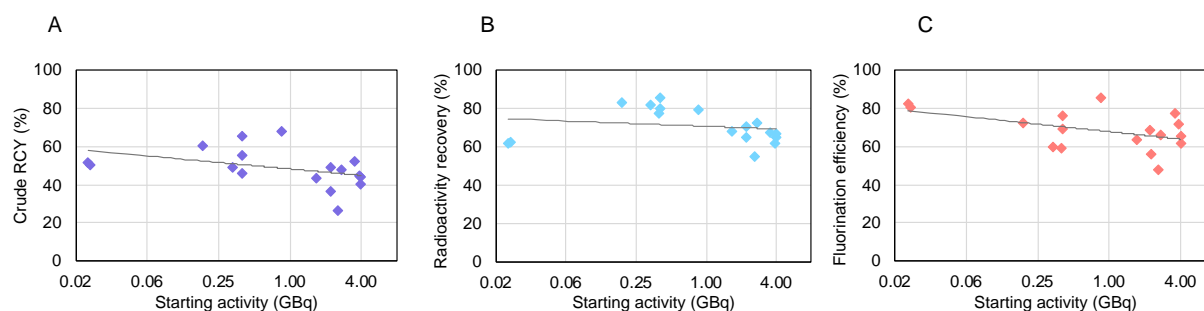 A
B
C
Crude RCY (%)
100
80
60
40
20
0
0.02 0.06 0.25 1.00 4.00
Starting activity (GBq)
Radioactivity recovery (%)
100
80
60
40
20
0
0.02 0.06 0.25 1.00 4.00
Starting activity (GBq)
Fluorination efficiency (%)
100
80
60
40
20
0
0.02 0.06 0.25 1.00 4.00
Starting activity (GBq)